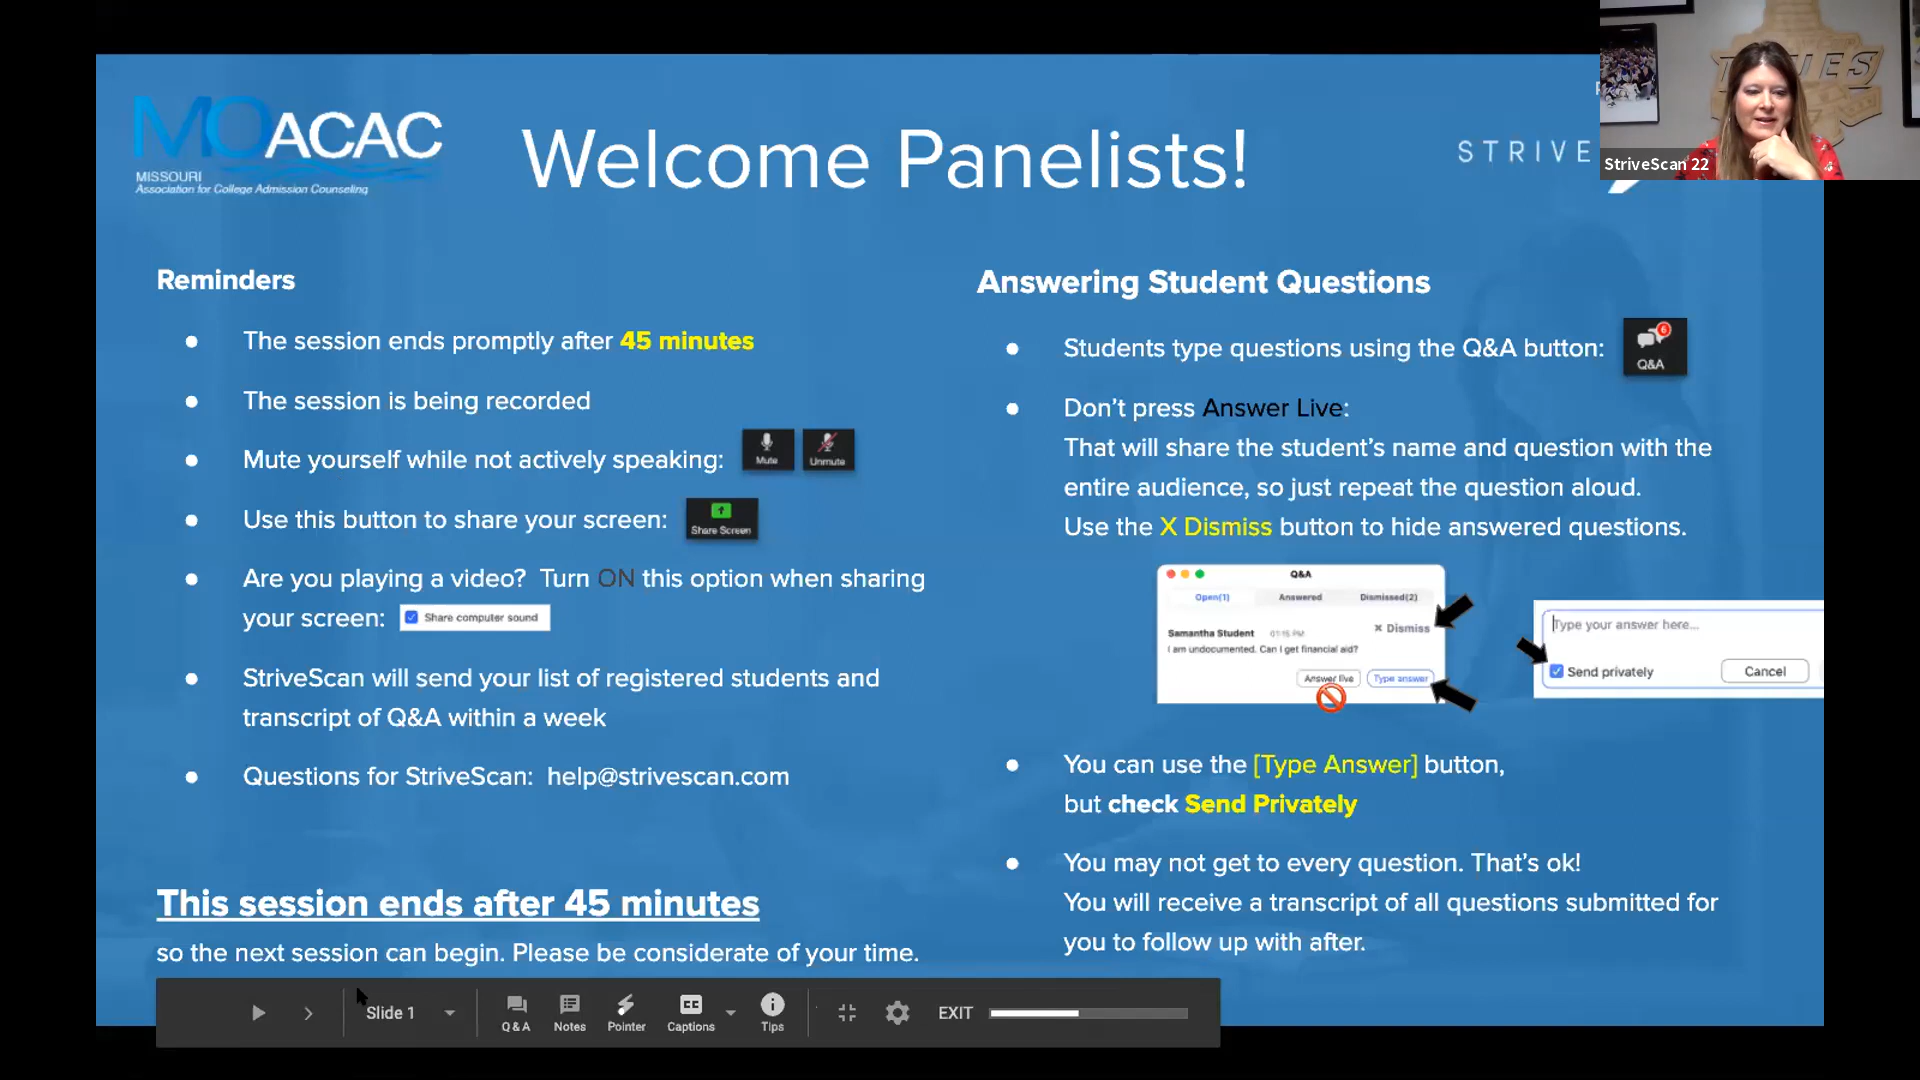 MOACAC
MISSOURI
Association for College Admission Counseling
Welcome Panelists!
STRIVE
BLUES
StriveScan 22
Reminders
● The session ends promptly after 45 minutes
● The session is being recorded
● Mute yourself while not actively speaking:
Mute
Unmute
● Use this button to share your screen:
Share Screen
● Are you playing a video? Turn ON this option when sharing
your screen:
Share computer sound
● StriveScan will send your list of registered students and
transcript of Q&A within a week
● Questions for StriveScan: help@strivescan.com
This session ends after 45 minutes
so the next session can begin. Please be considerate of your time.
Answering Student Questions
● Students type questions using the Q&A button:
6
Q&A
● Don't press Answer Live:
That will share the student's name and question with the
entire audience, so just repeat the question aloud.
Use the X Dismiss button to hide answered questions.
Q&A
Open(1) Answered Dismissed(2)
Samantha Student 01:15 PM × Dismiss
I am undocumented. Can I get financial aid?
Answer live Type answer
Type your answer here...
Send privately Cancel
● You can use the [Type Answer] button,
but check Send Privately
● You may not get to every question. That's ok!
You will receive a transcript of all questions submitted for
you to follow up with after.
Slide 1
Q&A
Notes
Pointer
CC
Captions
Tips
EXIT